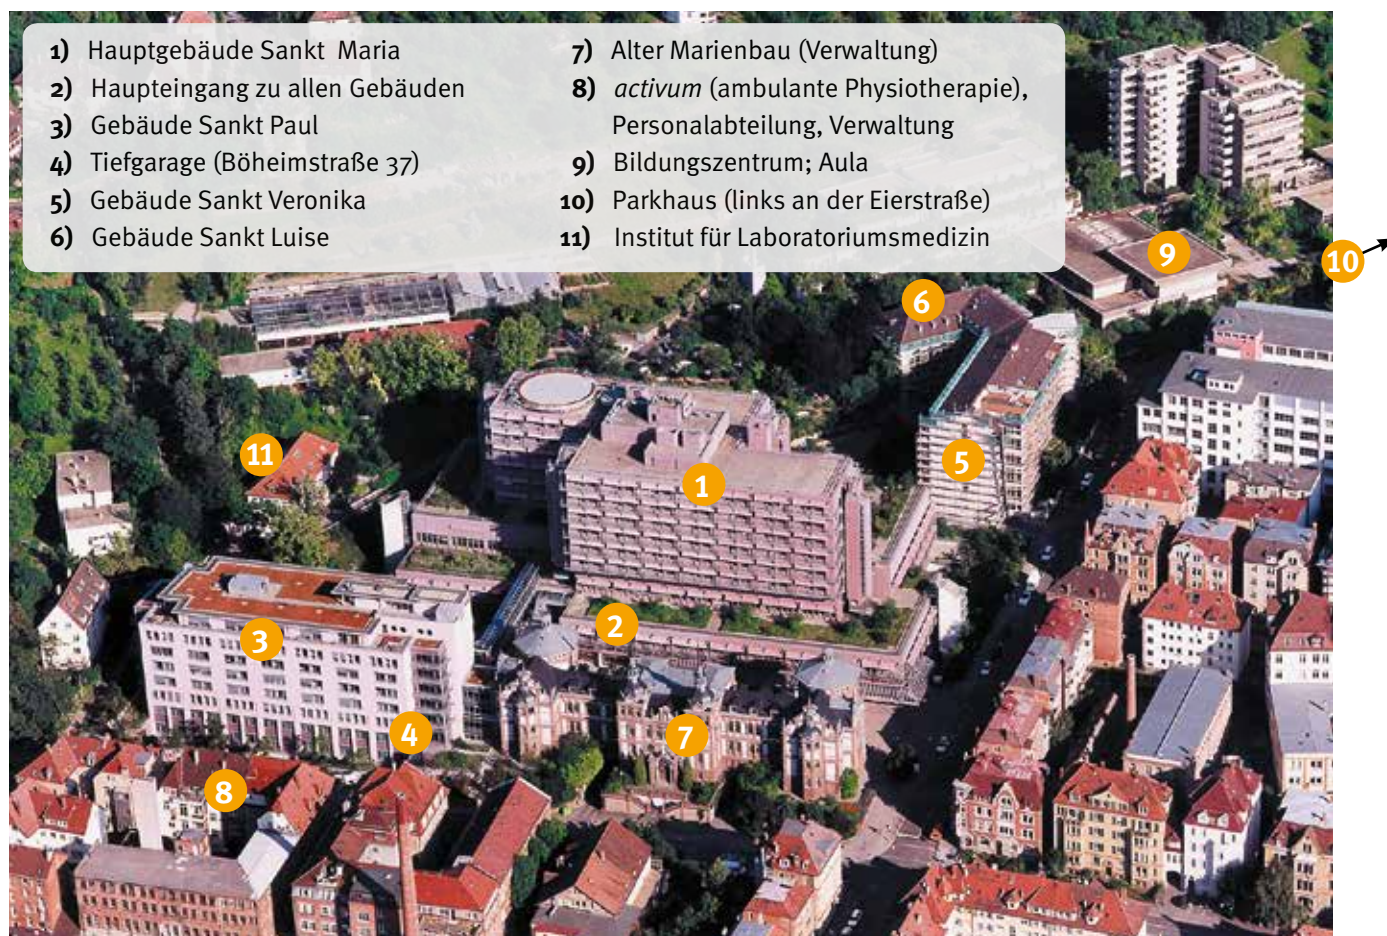 1) Hauptgebäude Sankt Maria
2) Haupteingang zu allen Gebäuden
3) Gebäude Sankt Paul
4) Tiefgarage (Böheimstraße 37)
5) Gebäude Sankt Veronika
6) Gebäude Sankt Luise
7) Alter Marienbau (Verwaltung)
8) activum (ambulante Physiotherapie),
Personalabteilung, Verwaltung
9) Bildungszentrum; Aula
10) Parkhaus (links an der Eierstraße)
11) Institut für Laboratoriumsmedizin
9
10
6
11
5
1
2
3
4
7
8